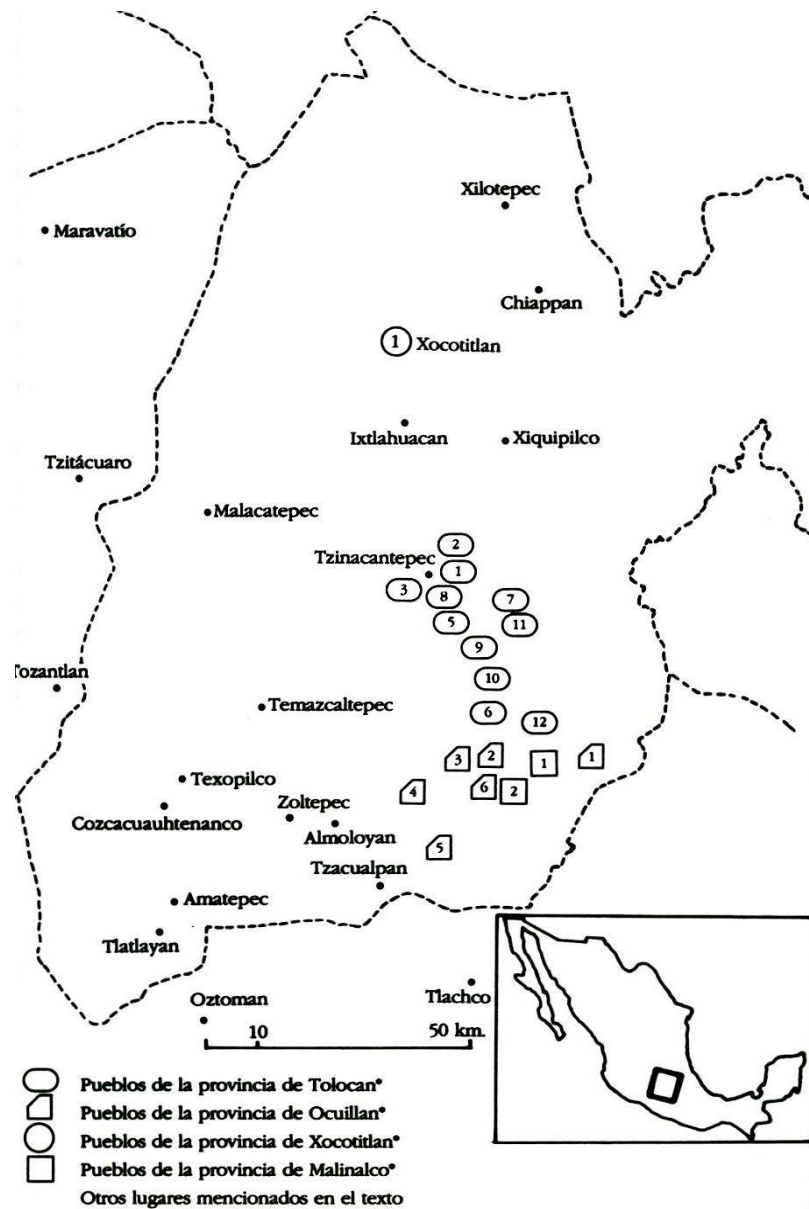 Xilotepec
Maravatío
Chiappan
1 Xocotitlan
Ixtlahuacan
Xiquipilco
Tzitácuaro
Malacatepec
2
Tzinacantepec
1
3
8
7
5
11
9
Tozantlan
10
Temazcaltepec
6
12
3
2
1
1
Texopilco
4
6
2
Zoltepec
Cozcacuauhtenanco
Almoloyan
5
Tzacualpan
Amatepec
Tlatlayan
Oztoman
Tlachco
10
50 km.
Pueblos de la provincia de Tolocan*
Pueblos de la provincia de Ocuillan*
Pueblos de la provincia de Xocotitlan*
Pueblos de la provincia de Malinalco*
Otros lugares mencionados en el texto